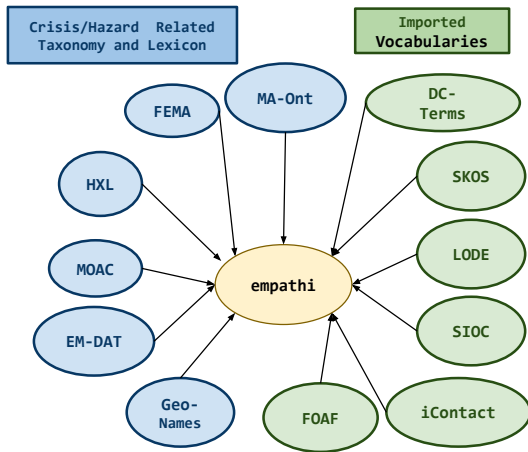 Crisis/Hazard Related
Taxonomy and Lexicon
Imported
Vocabularies
MA-Ont
FEMA
DC-
Terms
HXL
SKOS
MOAC
LODE
empathi
EM-DAT
SIOC
Geo-
Names
FOAF
iContact